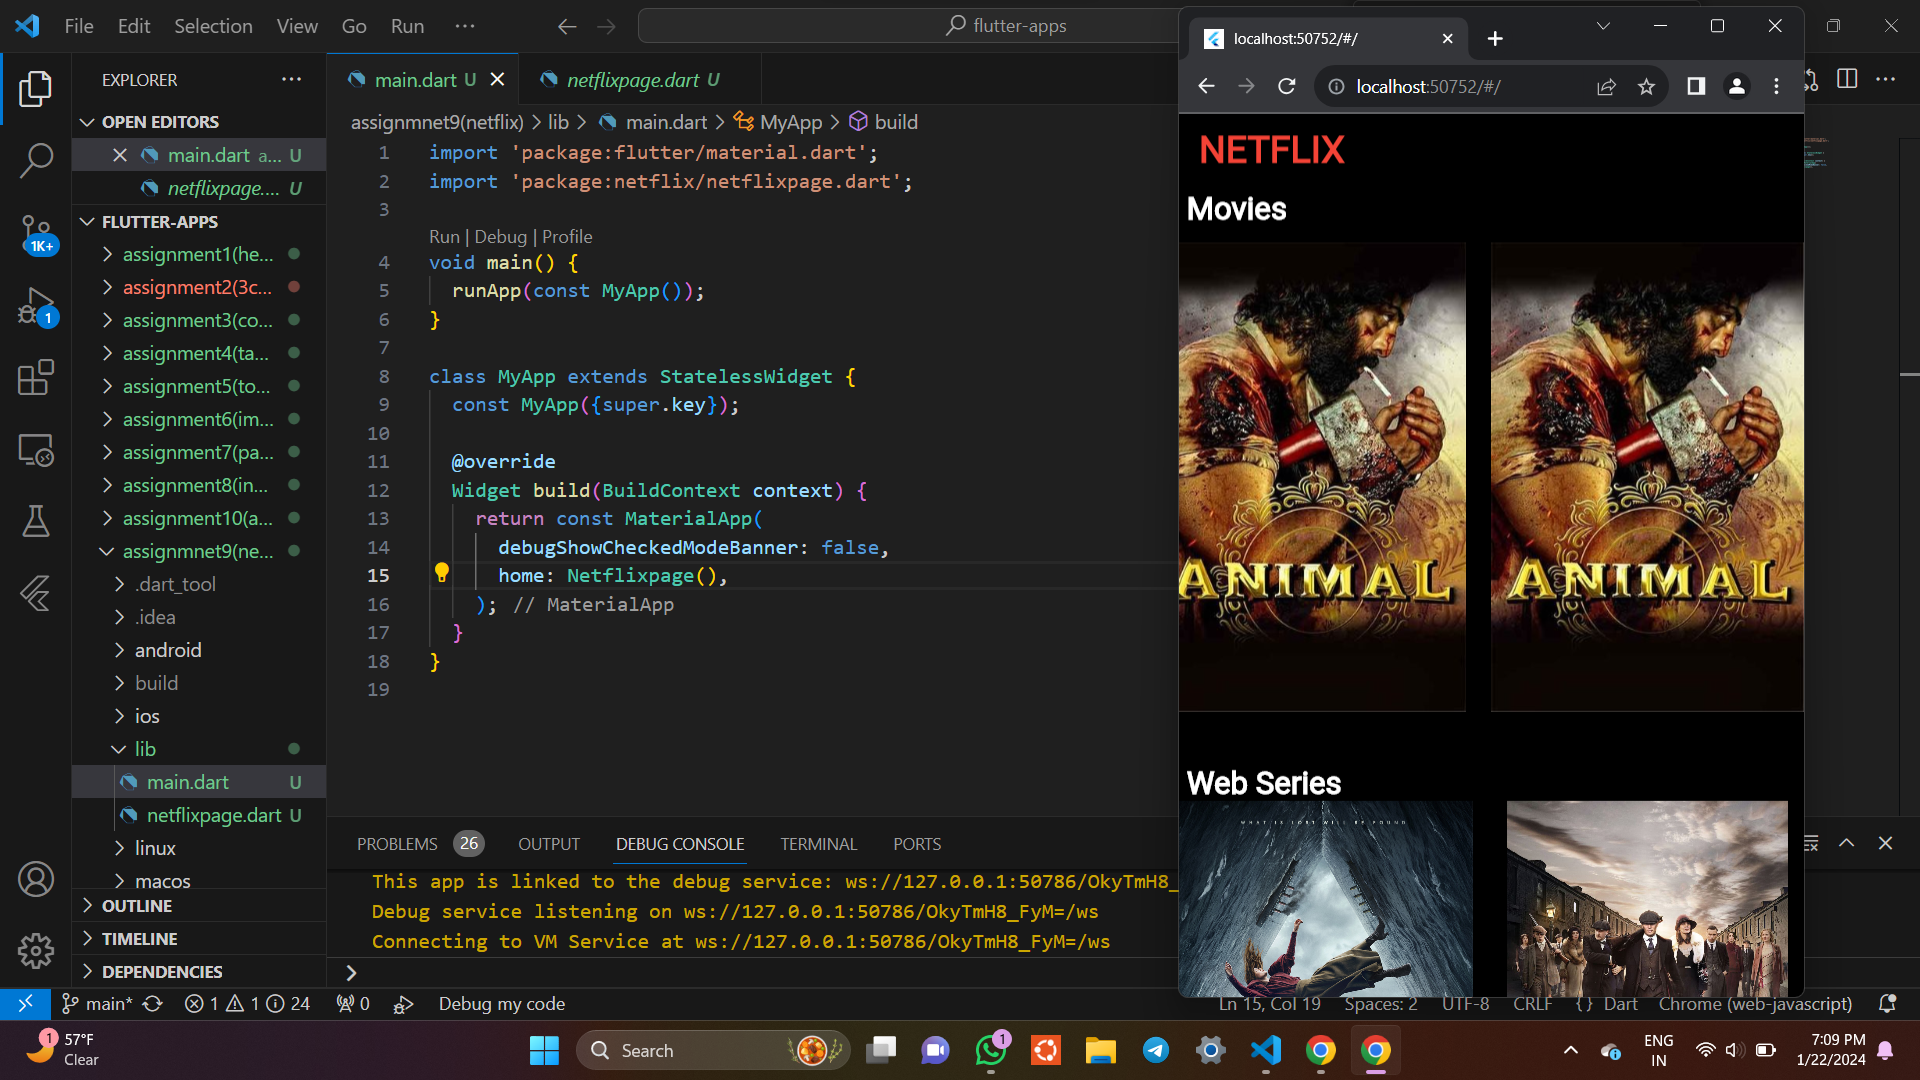 File Edit Selection View Go Run ···
flutter-apps
EXPLORER
OPEN EDITORS
main.dart a... U
netflixpage.... U
FLUTTER-APPS
assignment1(he...
assignment2(3c...
assignment3(co...
assignment4(ta...
assignment5(to...
assignment6(im...
assignment7(pa...
assignment8(in...
assignment10(a...
assignmnet9(ne...
.dart_tool
.idea
android
build
ios
lib
main.dart U
netflixpage.dart U
linux
macos
OUTLINE
TIMELINE
DEPENDENCIES
1K+
1
main.dart U
netflixpage.dart U
assignmnet9(netflix) > lib > main.dart > MyApp > build
1 import 'package:flutter/material.dart';
2 import 'package:netflix/netflixpage.dart';
3
Run | Debug | Profile
4 void main() {
5 runApp(const MyApp());
6 }
7
8 class MyApp extends StatelessWidget {
9 const MyApp({super.key});
10
11 @override
12 Widget build(BuildContext context) {
13 return const MaterialApp(
14 debugShowCheckedModeBanner: false,
15 home: Netflixpage(),
16 ); // MaterialApp
17 }
18 }
19
PROBLEMS 26 OUTPUT DEBUG CONSOLE TERMINAL PORTS
This app is linked to the debug service: ws://127.0.0.1:50786/OkyTmH8_
Debug service listening on ws://127.0.0.1:50786/OkyTmH8_FyM=/ws
Connecting to VM Service at ws://127.0.0.1:50786/OkyTmH8_FyM=/ws
localhost:50752/#/
localhost:50752/#/
NETFLIX
Movies
ANIMAL
ANIMAL
Web Series
WHAT IS LOST WILL BE FOUND
main* 1 1 24 0 Debug my code
Ln 15, Col 19 Spaces: 2 UTF-8 CRLF {} Dart Chrome (web-javascript)
1
57°F
Clear
Search
1
ENG
IN
7:09 PM
1/22/2024